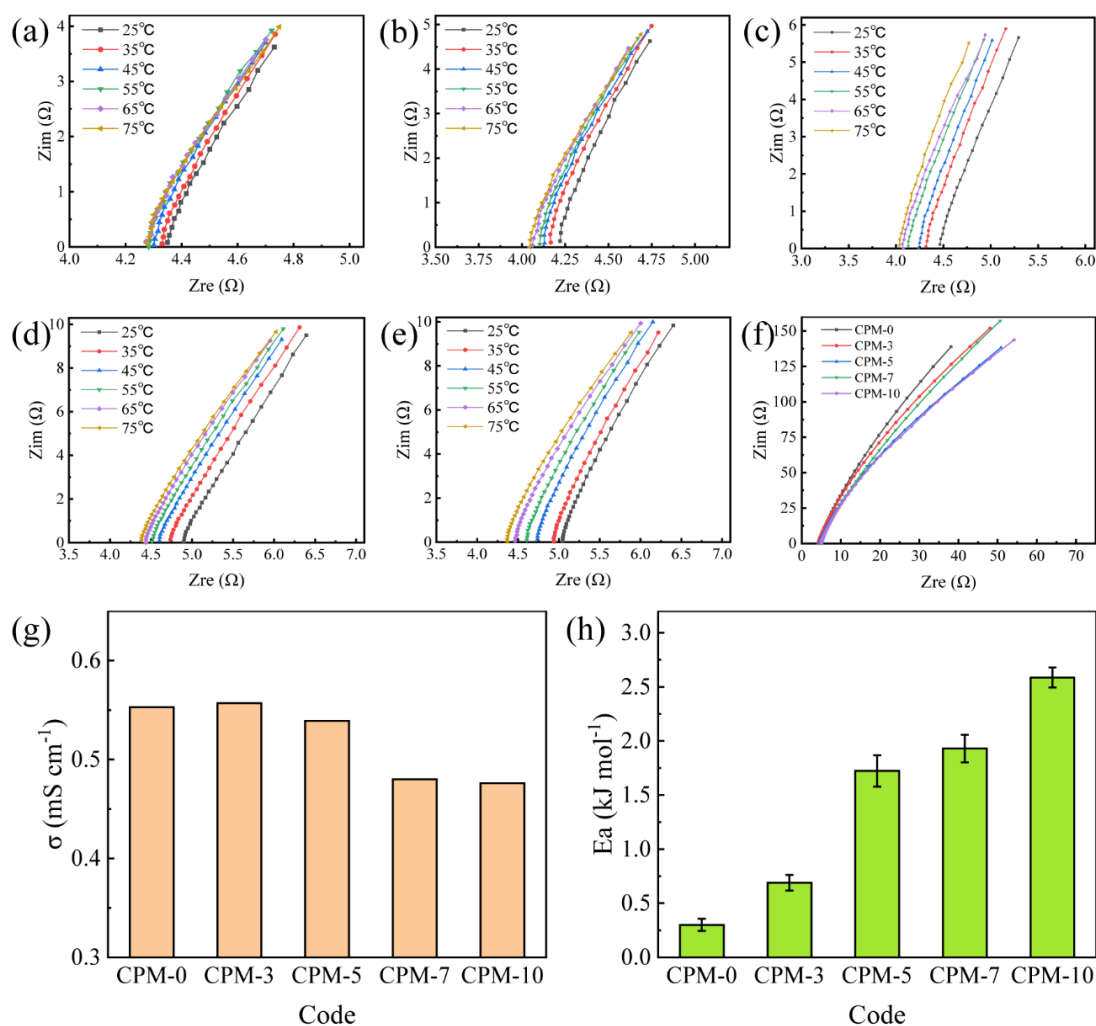 (a)
25℃
35℃
45℃
55℃
65℃
75℃
Zim (Ω)
4
3
2
1
0
4.0 4.2 4.4 4.6 4.8 5.0
Zre (Ω)
(b)
25℃
35℃
45℃
55℃
65℃
75℃
Zim (Ω)
5
4
3
2
1
0
3.50 3.75 4.00 4.25 4.50 4.75 5.00
Zre (Ω)
(c)
25℃
35℃
45℃
55℃
65℃
75℃
Zim (Ω)
6
5
4
3
2
1
0
3.0 3.5 4.0 4.5 5.0 5.5 6.0
Zre (Ω)
(d)
25℃
35℃
45℃
55℃
65℃
75℃
Zim (Ω)
10
8
6
4
2
0
3.5 4.0 4.5 5.0 5.5 6.0 6.5 7.0
Zre (Ω)
(e)
25℃
35℃
45℃
55℃
65℃
75℃
Zim (Ω)
10
8
6
4
2
0
3.5 4.0 4.5 5.0 5.5 6.0 6.5 7.0
Zre (Ω)
(f)
CPM-0
CPM-3
CPM-5
CPM-7
CPM-10
Zim (Ω)
150
125
100
75
50
25
0
0 10 20 30 40 50 60 70
Zre (Ω)
(g)
σ (mS cm⁻¹)
0.6
0.5
0.4
0.3
CPM-0 CPM-3 CPM-5 CPM-7 CPM-10
Code
(h)
Ea (kJ mol⁻¹)
3.0
2.5
2.0
1.5
1.0
0.5
0.0
CPM-0 CPM-3 CPM-5 CPM-7 CPM-10
Code